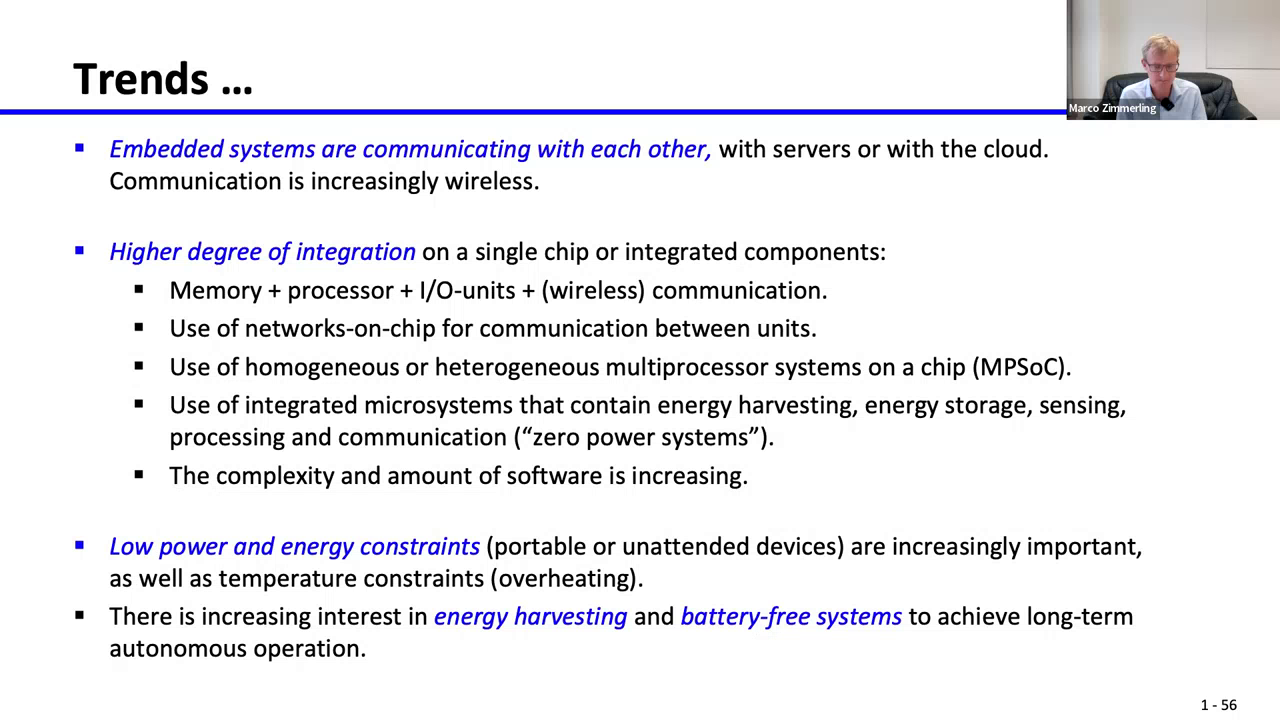 Trends ...
Marco Zimmerling
▪ Embedded systems are communicating with each other, with servers or with the cloud.
Communication is increasingly wireless.
▪ Higher degree of integration on a single chip or integrated components:
▪ Memory + processor + I/O-units + (wireless) communication.
▪ Use of networks-on-chip for communication between units.
▪ Use of homogeneous or heterogeneous multiprocessor systems on a chip (MPSoC).
▪ Use of integrated microsystems that contain energy harvesting, energy storage, sensing,
processing and communication (“zero power systems”).
▪ The complexity and amount of software is increasing.
▪ Low power and energy constraints (portable or unattended devices) are increasingly important,
as well as temperature constraints (overheating).
▪ There is increasing interest in energy harvesting and battery-free systems to achieve long-term
autonomous operation.
1 - 56